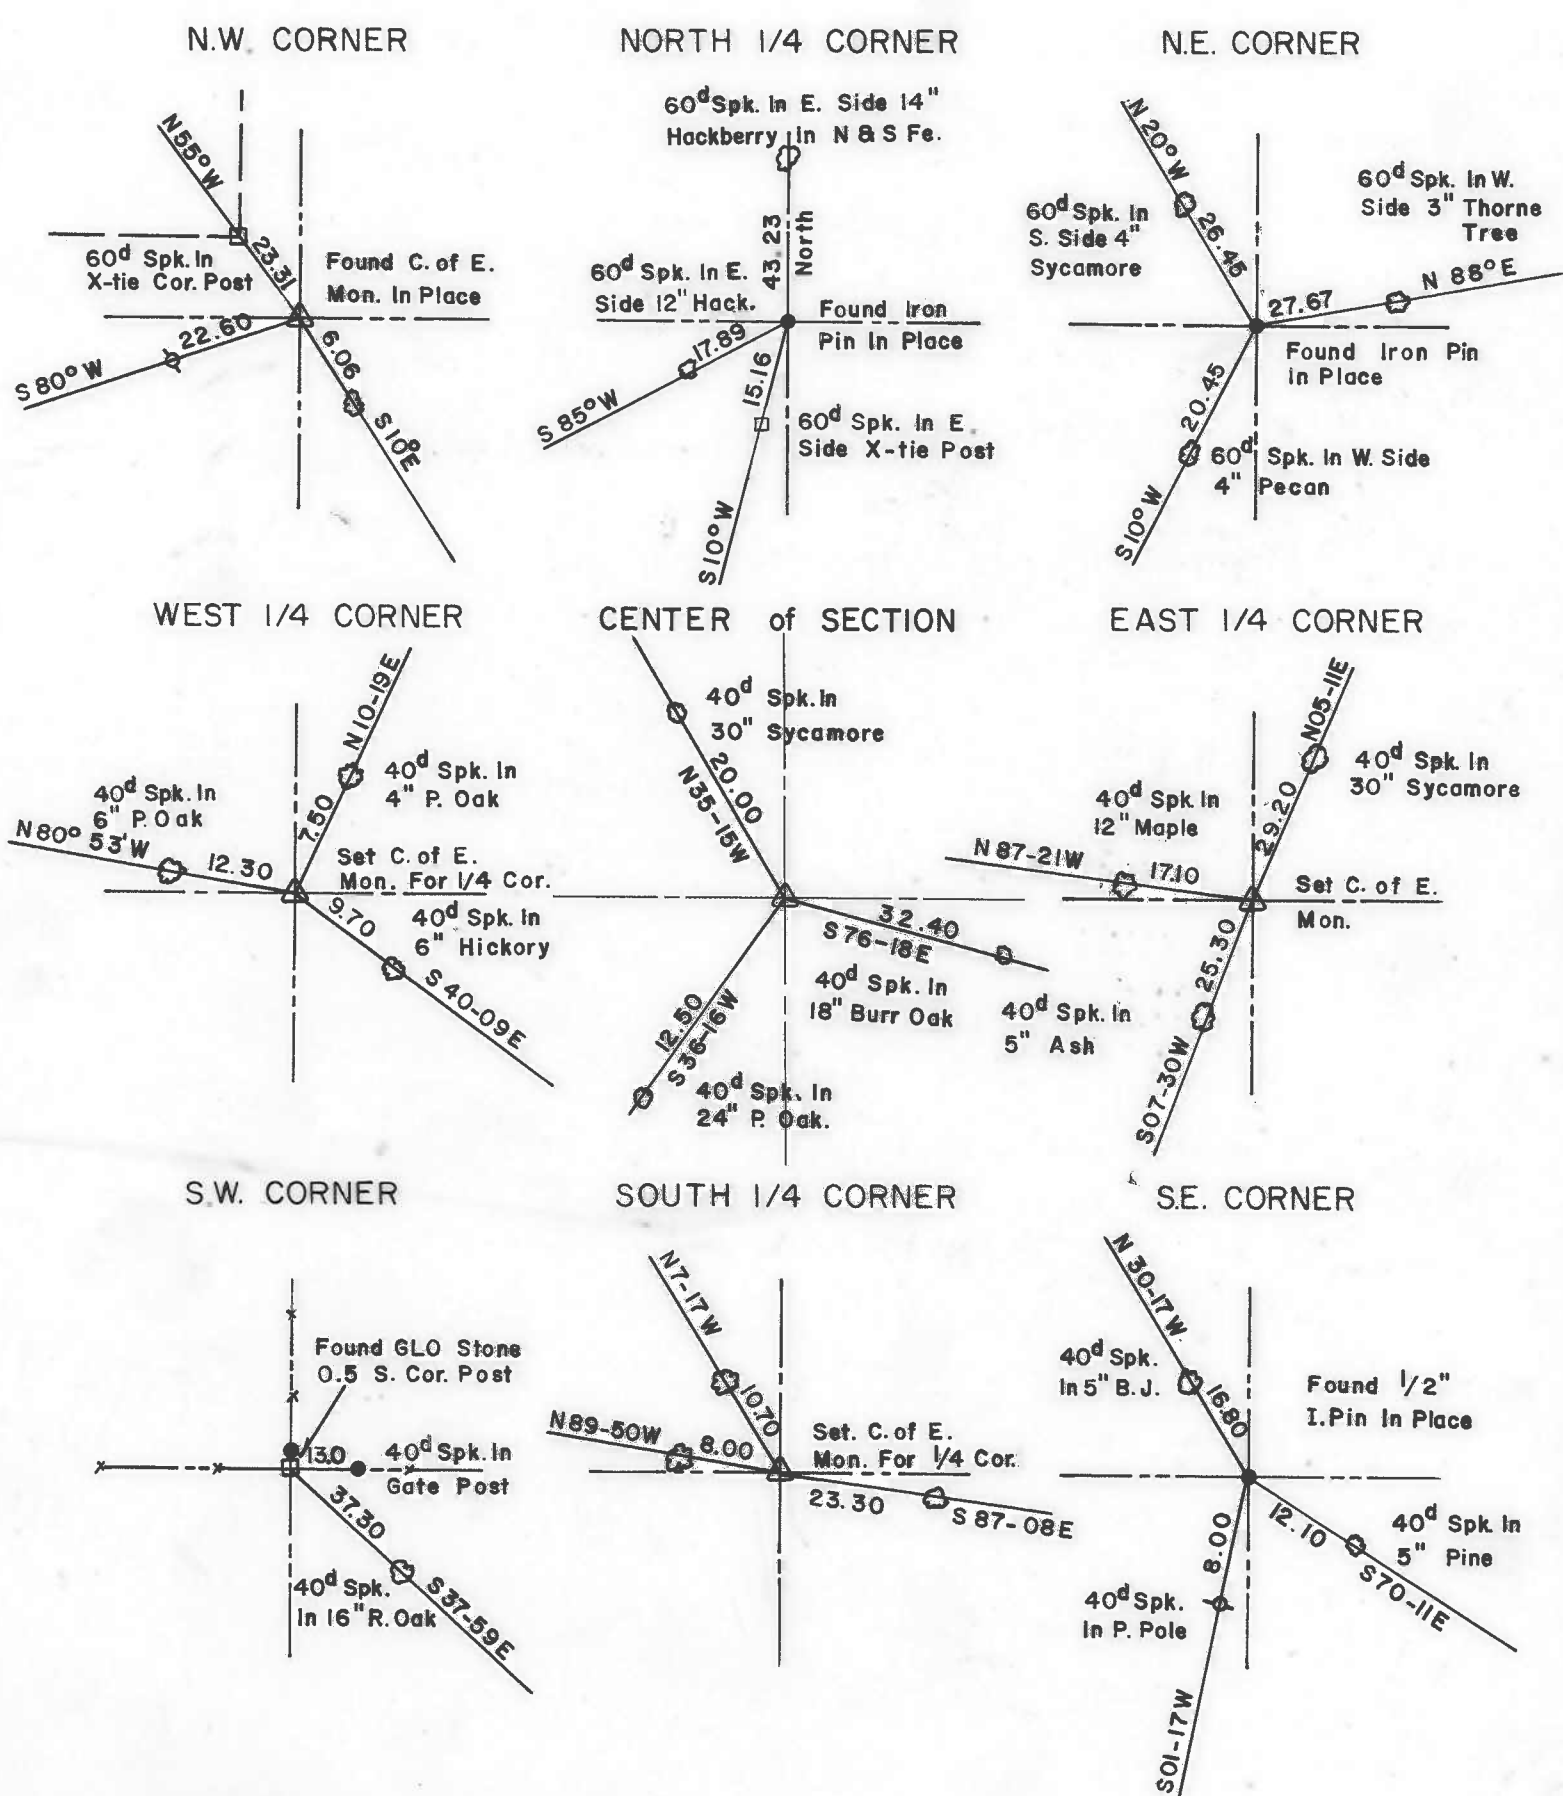 N.W. CORNER
N55°W
23.31
60d Spk. In
X-tie Cor. Post
Found C. of E.
Mon. In Place
22.60
S 80° W
6.06
S 10° E
NORTH 1/4 CORNER
60d Spk. In E. Side 14"
Hackberry In N & S Fe.
43.23
North
60d Spk. In E.
Side 12" Hack.
Found Iron
Pin In Place
17.89
S 85° W
15.16
S 10° W
60d Spk. In E.
Side X-tie Post
N.E. CORNER
N 20° W
26.45
60d Spk. In
S. Side 4"
Sycamore
60d Spk. In W.
Side 3" Thorne
Tree
27.67
N 88° E
Found Iron Pin
In Place
20.45
S 10° W
60d Spk. In W. Side
4" Pecan
WEST 1/4 CORNER
N 10-19E
7.50
40d Spk. In
4" P. Oak
40d Spk. In
6" P. Oak
N 80° 53' W
12.30
Set C. of E.
Mon. For 1/4 Cor.
9.70
S 40-09E
40d Spk. In
6" Hickory
CENTER of SECTION
40d Spk. In
30" Sycamore
20.00
N35-15W
32.40
S 76-18E
40d Spk. In
18" Burr Oak
12.50
S36-16W
40d Spk. In
24" P. Oak.
EAST 1/4 CORNER
N05-11E
29.20
40d Spk. In
30" Sycamore
40d Spk. In
12" Maple
N 87-21W
17.10
Set C. of E.
Mon.
25.30
S07-30W
40d Spk. In
5" Ash
S.W. CORNER
Found GLO Stone
0.5 S. Cor. Post
13.0
40d Spk. In
Gate Post
37.30
S37-59E
40d Spk.
In 16" R. Oak
SOUTH 1/4 CORNER
N7-17W
10.70
N89-50W
8.00
Set. C. of E.
Mon. For 1/4 Cor.
23.30
S 87-08E
S.E. CORNER
N 30-17W
16.80
40d Spk.
In 5" B.J.
Found 1/2"
I. Pin In Place
12.10
S70-11E
40d Spk. In
5" Pine
8.00
S01-17W
40d Spk.
In P. Pole